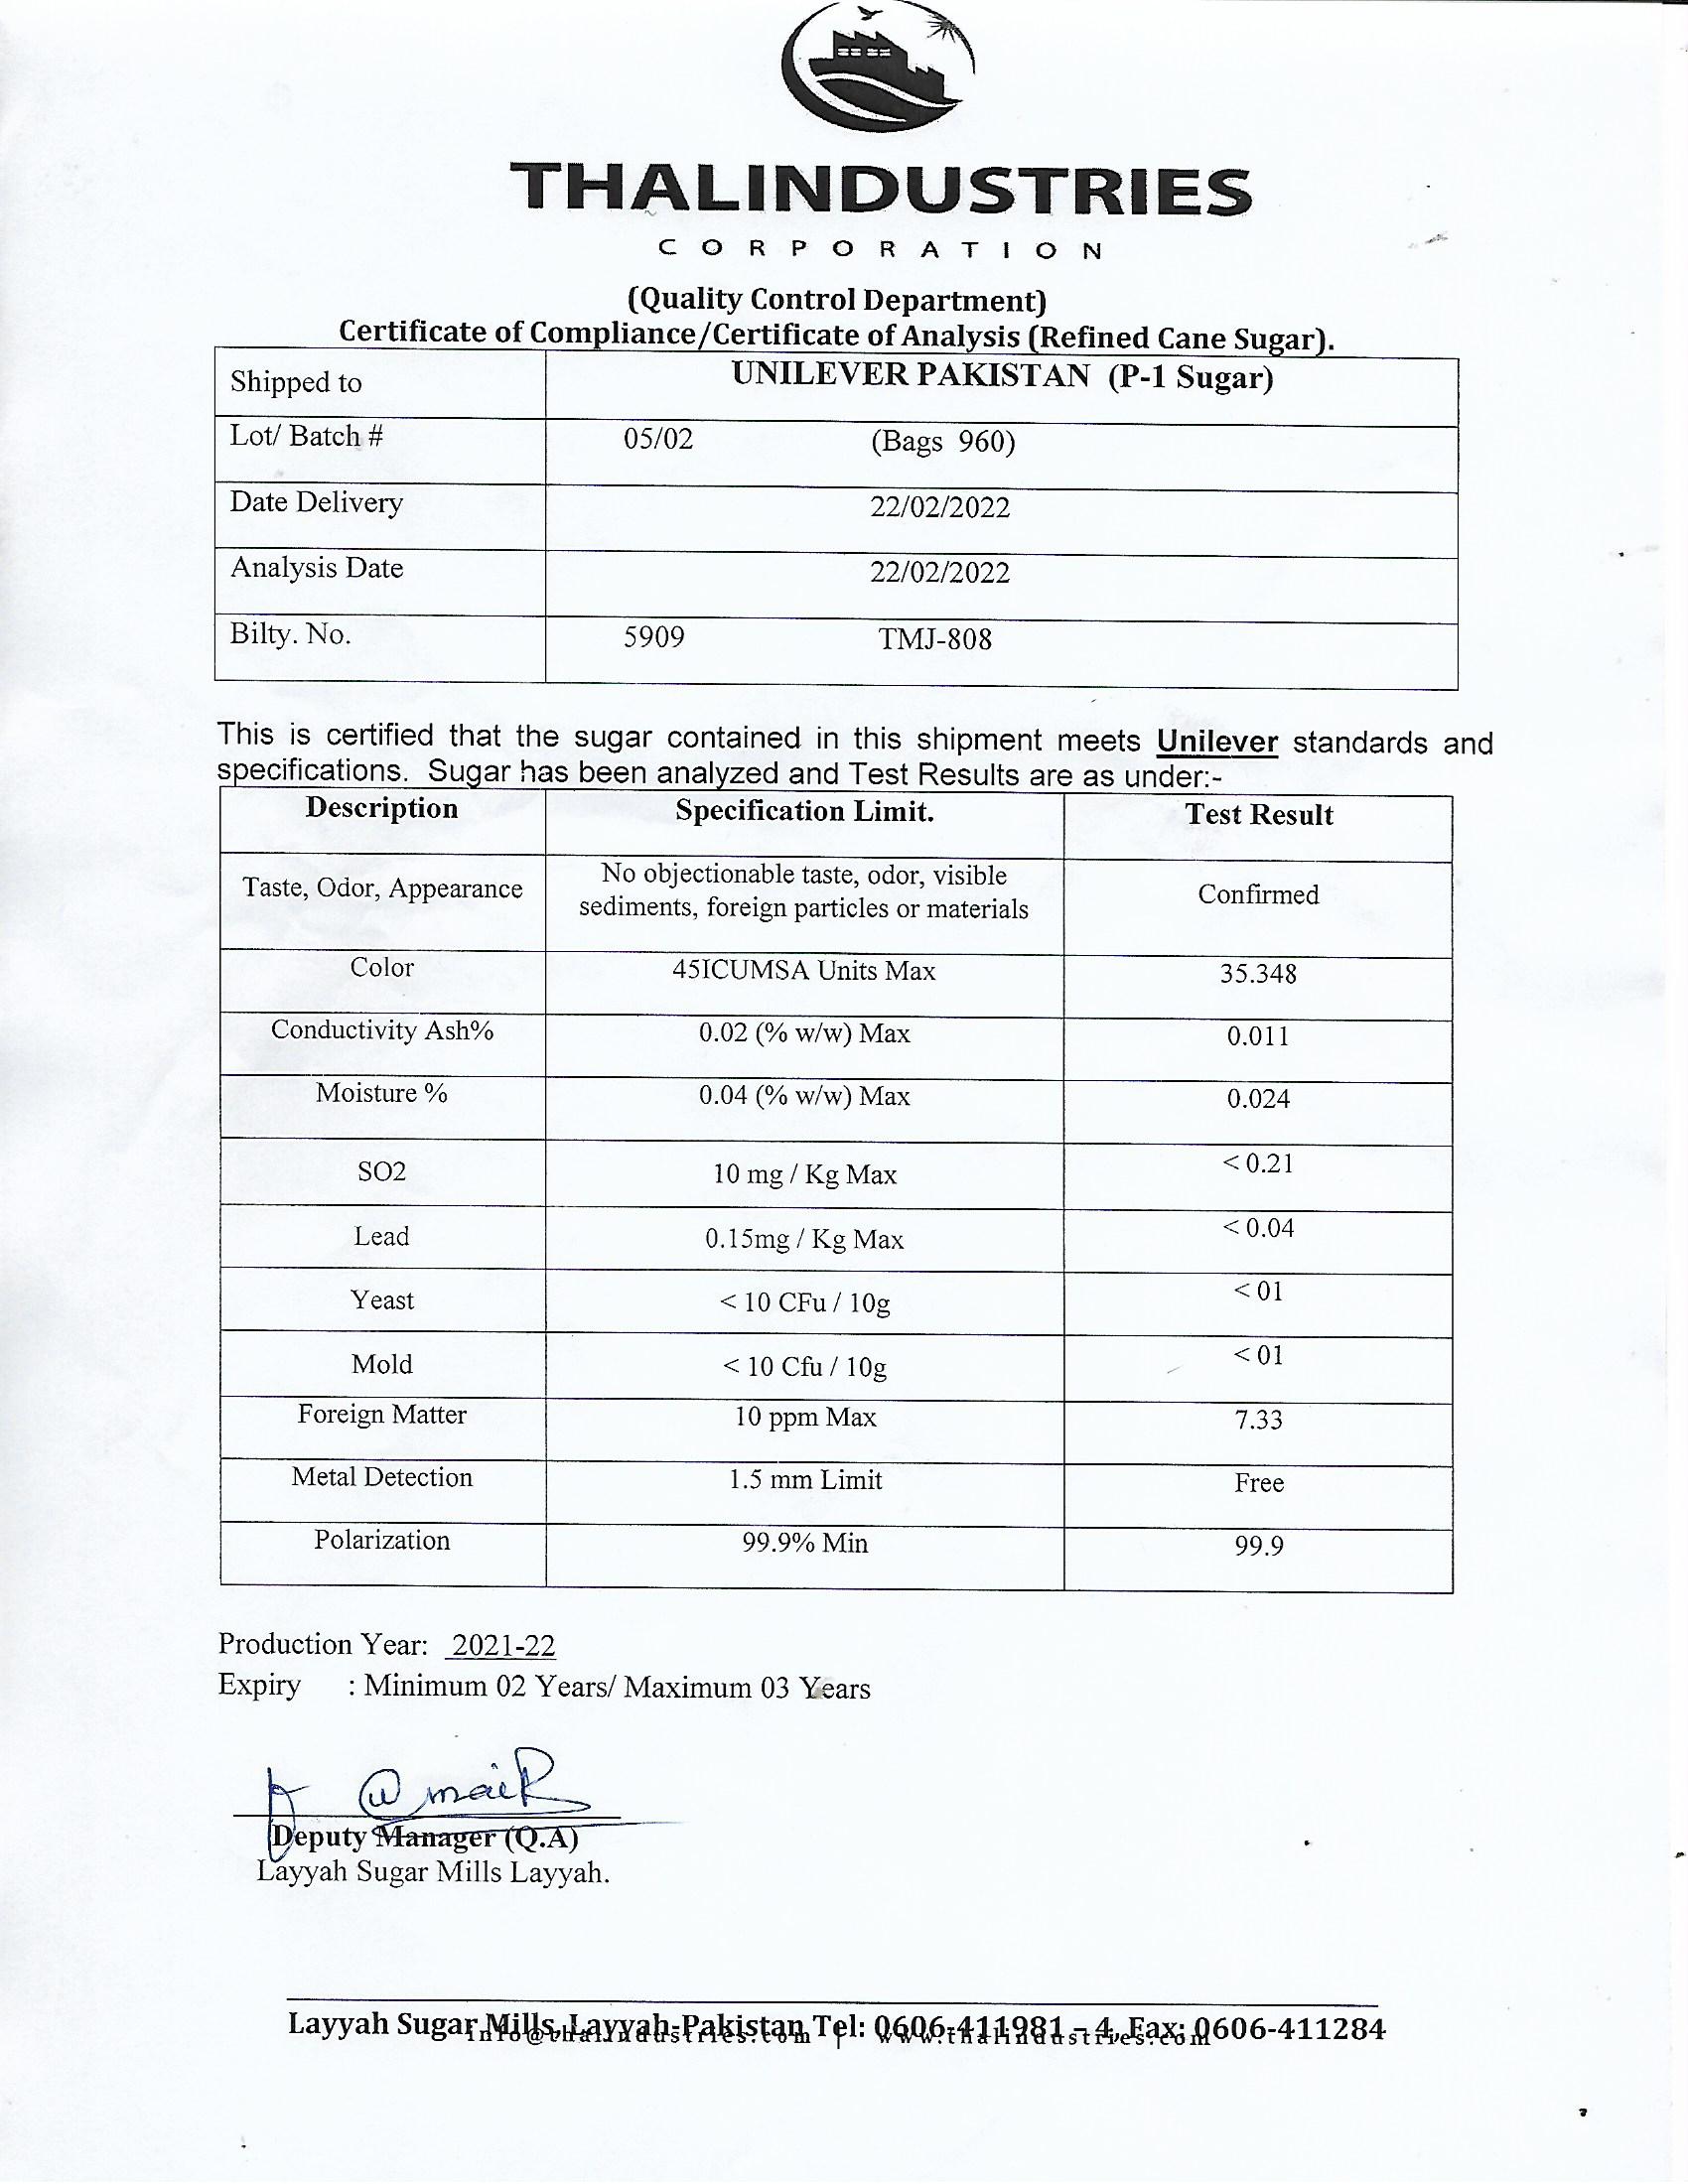 THALINDUSTRIES
CORPORATION
(Quality Control Department)
Certificate of Compliance/Certificate of Analysis (Refined Cane Sugar).
Shipped to UNILEVER PAKISTAN (P-1 Sugar)
Lot/ Batch # 05/02 (Bags 960)
Date Delivery 22/02/2022
Analysis Date 22/02/2022
Bilty. No. 5909 TMJ-808
This is certified that the sugar contained in this shipment meets Unilever standards and
specifications. Sugar has been analyzed and Test Results are as under:-
Description Specification Limit. Test Result
Taste, Odor, Appearance No objectionable taste, odor, visible
sediments, foreign particles or materials Confirmed
Color 45ICUMSA Units Max 35.348
Conductivity Ash% 0.02 (% w/w) Max 0.011
Moisture % 0.04 (% w/w) Max 0.024
SO2 10 mg / Kg Max < 0.21
Lead 0.15mg / Kg Max < 0.04
Yeast < 10 CFu / 10g < 01
Mold < 10 Cfu / 10g < 01
Foreign Matter 10 ppm Max 7.33
Metal Detection 1.5 mm Limit Free
Polarization 99.9% Min 99.9
Production Year: 2021-22
Expiry : Minimum 02 Years/ Maximum 03 Years
Deputy Manager (Q.A)
Layyah Sugar Mills Layyah.
Layyah Sugar Mills, Layyah-Pakistan Tel: 0606-411981 – 4, Fax: 0606-411284
info@thalindustries.com www.thalindustries.com